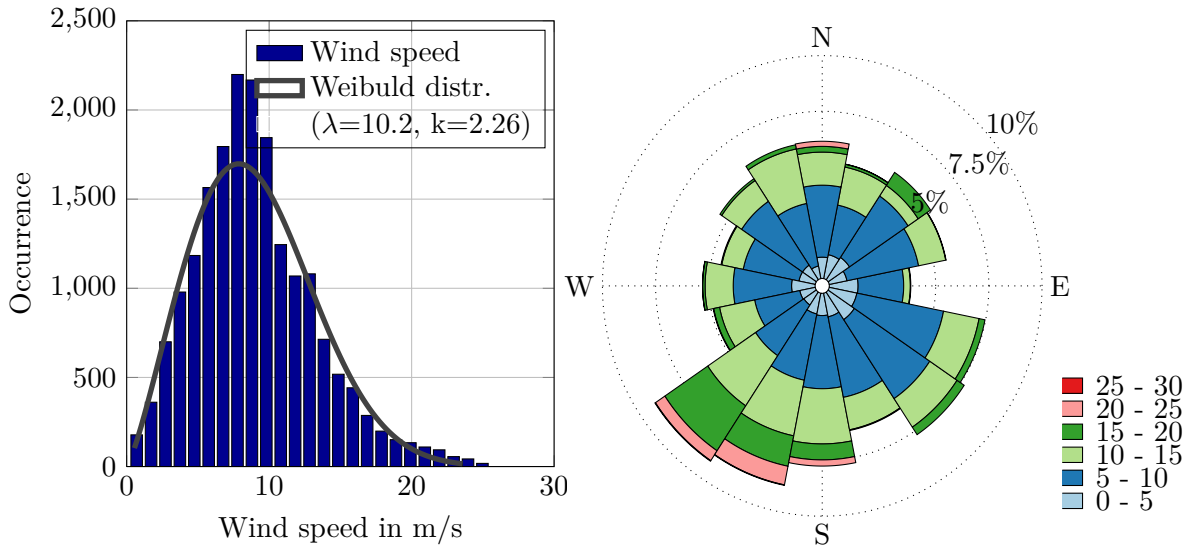 2,500
2,000
1,500
1,000
500
0
0
10
20
30
Occurrence
Wind speed in m/s
Wind speed
Weibuld distr.
(λ=10.2, k=2.26)
N
10%
7.5%
5%
W
E
S
25 - 30
20 - 25
15 - 20
10 - 15
5 - 10
0 - 5